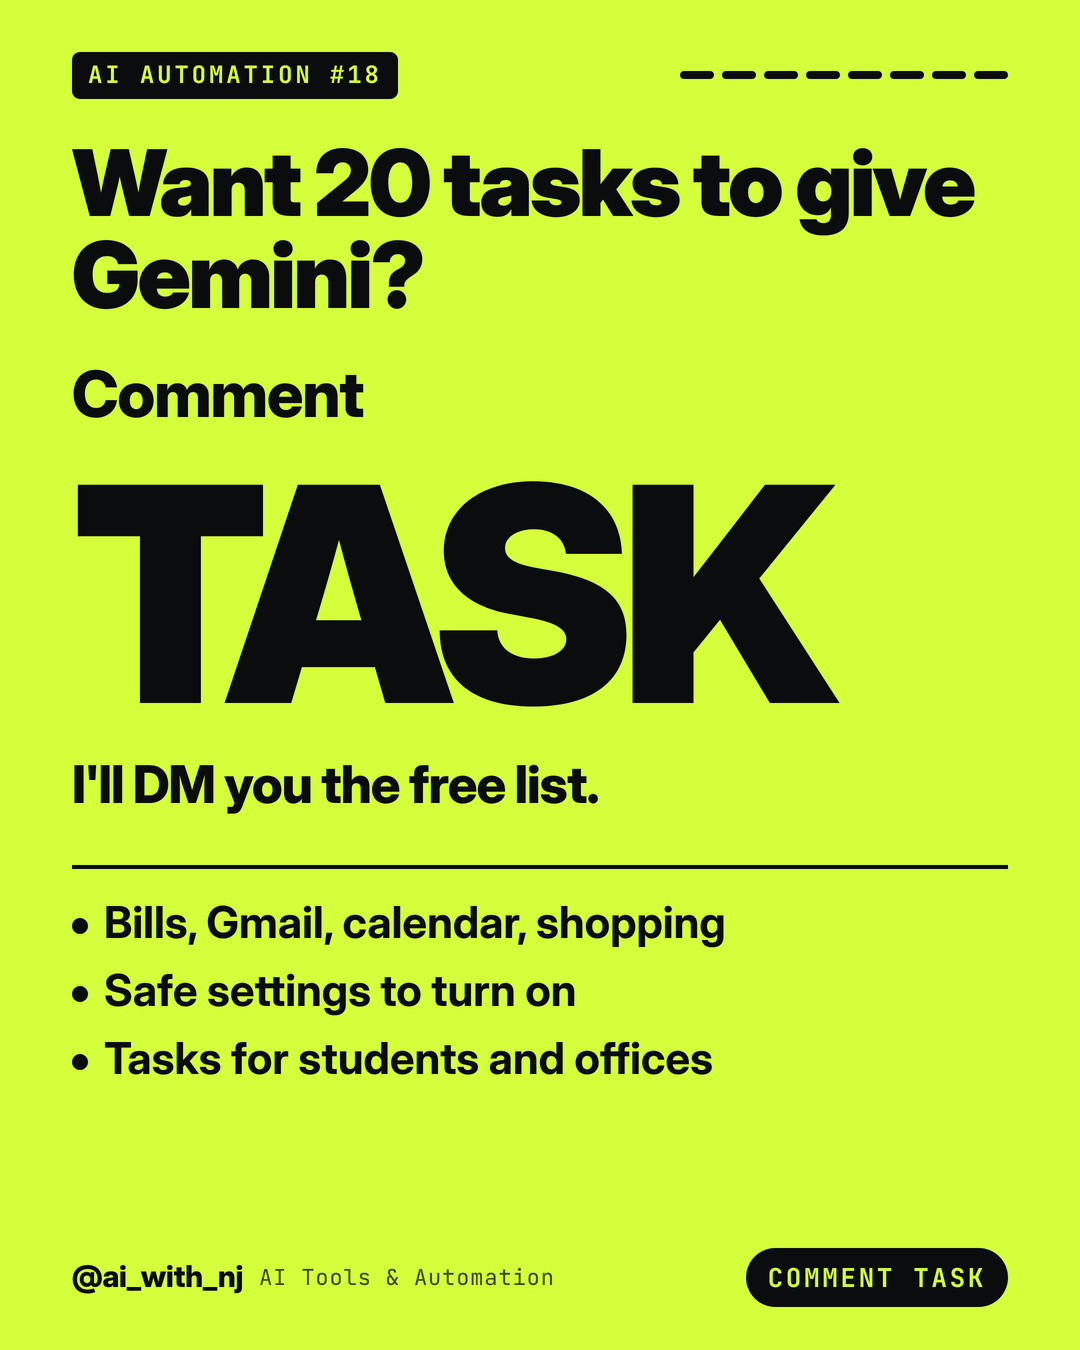 AI AUTOMATION #18
Want 20 tasks to give
Gemini?
Comment
TASK
I'll DM you the free list.
• Bills, Gmail, calendar, shopping
• Safe settings to turn on
• Tasks for students and offices
@ai_with_nj AI Tools & Automation
COMMENT TASK